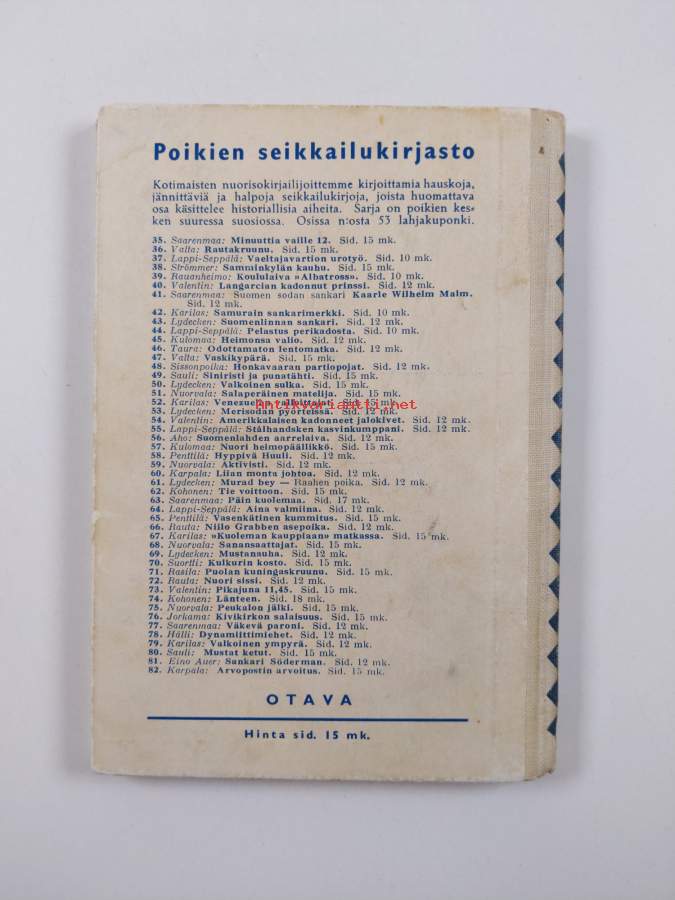 Poikien seikkailukirjasto
Kotimaisten nuorisokirjailijoittemme kirjoittamia hauskoja,
jännittäviä ja halpoja seikkailukirjoja, joista huomattava
osa käsittelee historiallisia aiheita. Sarja on poikien kes-
ken suuressa suosiossa. Osissa n:osta 53 lahjakuponki.
35. Saarenmaa: Minuuttia vaille 12. Sid. 15 mk.
36. Valta: Rautakruunu. Sid. 15 mk.
37. Lappi-Seppälä: Vaeltajavartion urotyö. Sid. 10 mk.
38. Strömmer: Samminkylän kauhu. Sid. 15 mk.
39. Rauanheimo: Koululaiva »Albatross». Sid. 10 mk.
40. Valentin: Langarcian kadonnut prinssi. Sid. 12 mk.
41. Saarenmaa: Suomen sodan sankari Kaarle Wilhelm Malm.
Sid. 12 mk.
42. Karilas: Samurain sankarimerkki. Sid. 10 mk.
43. Lydecken: Suomenlinnan sankari. Sid. 12 mk.
44. Lappi-Seppälä: Pelastus perikadosta. Sid. 10 mk.
45. Kulomaa: Heimonsa valio. Sid. 12 mk.
46. Taura: Odottamaton lentomatka. Sid. 12 mk.
47. Valta: Vaskikypärä. Sid. 15 mk.
48. Sissonpoika: Honkavaaran partiopojat. Sid. 12 mk.
49. Sauli: Siniristi ja punatähti. Sid. 15 mk.
50. Lydecken: Valkoinen sulka. Sid. 15 mk.
51. Nuorvala: Salaperäinen matelija. Sid. 15 mk.
52. Karilas: Venezuelan valloittajat. Sid. mk.
Antikvariaatti.net
53. Lydecken: Merisodan pyörteissä. Sid. 12 mk.
54. Valentin: Amerikkalaisen kadonneet jalokivet. Sid. 12 mk.
55. Lappi-Seppälä: Stålhandsken kasvinkumppani. Sid. 12 mk.
56. Aho: Suomenlahden aarrelaiva. Sid. 12 mk.
57. Kulomaa: Nuori heimopäällikkö. Sid. 15 mk.
58. Penttilä: Hyppivä Huuli. Sid. 12 mk.
59. Nuorvala: Aktivisti. Sid. 12 mk.
60. Karpala: Liian monta johtoa. Sid. 12 mk.
61. Lydecken: Murad bey — Raahen poika. Sid. 12 mk.
62. Kohonen: Tie voittoon. Sid. 15 mk.
63. Saarenmaa: Päin kuolemaa. Sid. 17 mk.
64. Lappi-Seppälä: Aina valmiina. Sid. 12 mk.
65. Penttilä: Vasenkätinen kummitus. Sid. 15 mk.
66. Rauta: Niilo Grabben asepoika. Sid. 12 mk.
67. Karilas: »Kuoleman kauppiaan» matkassa. Sid. 15 mk.
68. Nuorvala: Sanansaattajat. Sid. 15 mk.
69. Lydecken: Mustanauha. Sid. 12 mk.
70. Suortti: Kulkurin kosto. Sid. 12 mk.
71. Rasila: Puolan kuningaskruunu. Sid. 15 mk.
72. Rauta: Nuori sissi. Sid. 12 mk.
73. Valentin: Pikajuna 11,45. Sid. 15 mk.
74. Kohonen: Länteen. Sid. 18 mk.
75. Nuorvala: Peukalon jälki. Sid. 12 mk.
76. Jorkama: Kivikirkon salaisuus. Sid. 15 mk.
77. Saarenmaa: Väkevä paroni. Sid. 12 mk.
78. Hälli: Dynamiittimiehet. Sid. 12 mk.
79. Karilas: Valkoinen ympyrä. Sid. 12 mk.
80. Sauli: Mustat ketut. Sid. 15 mk.
81. Eino Auer: Sankari Söderman. Sid. 12 mk.
82. Karpala: Arvopostin arvoitus. Sid. 15 mk.
OTAVA
Hinta sid. 15 mk.